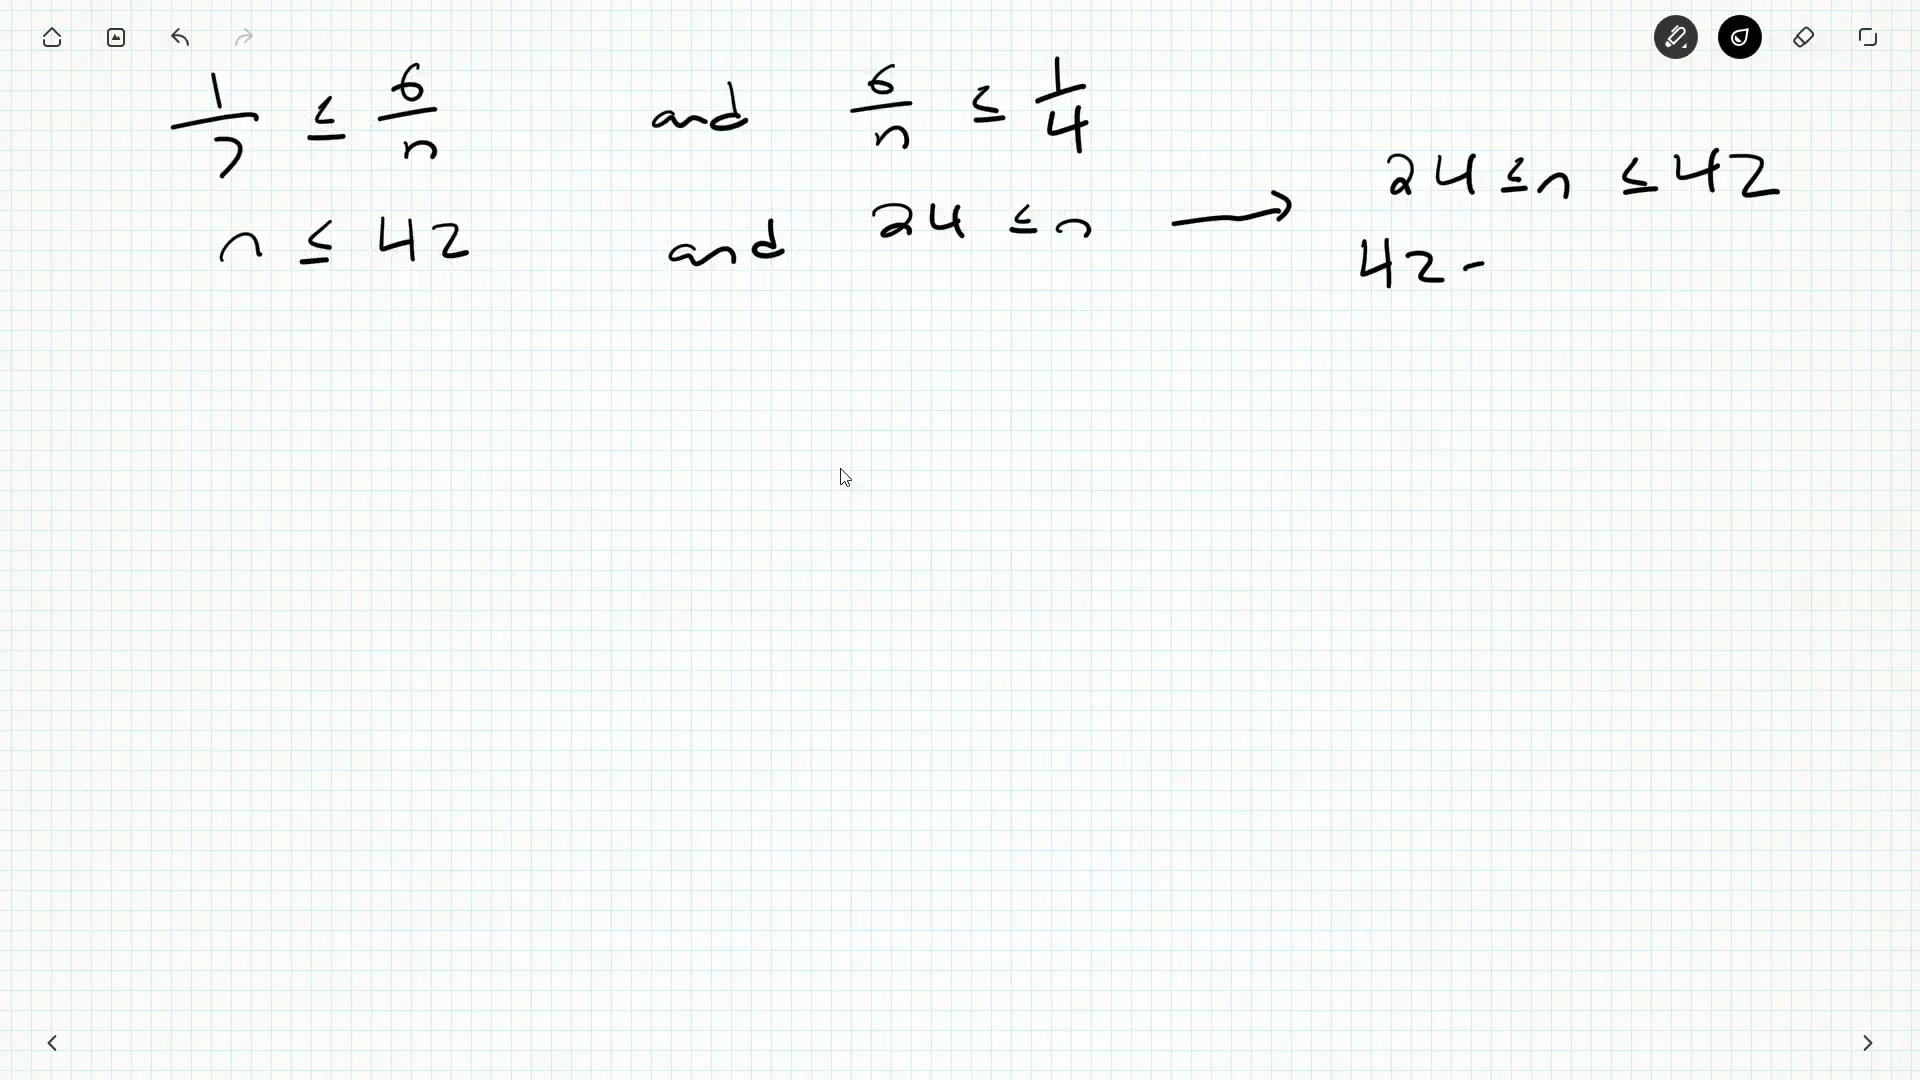 1/7 ≤ 6/n and 6/n ≤ 1/4
24 ≤ n ≤ 42
n ≤ 42 and 24 ≤ n →
42 -